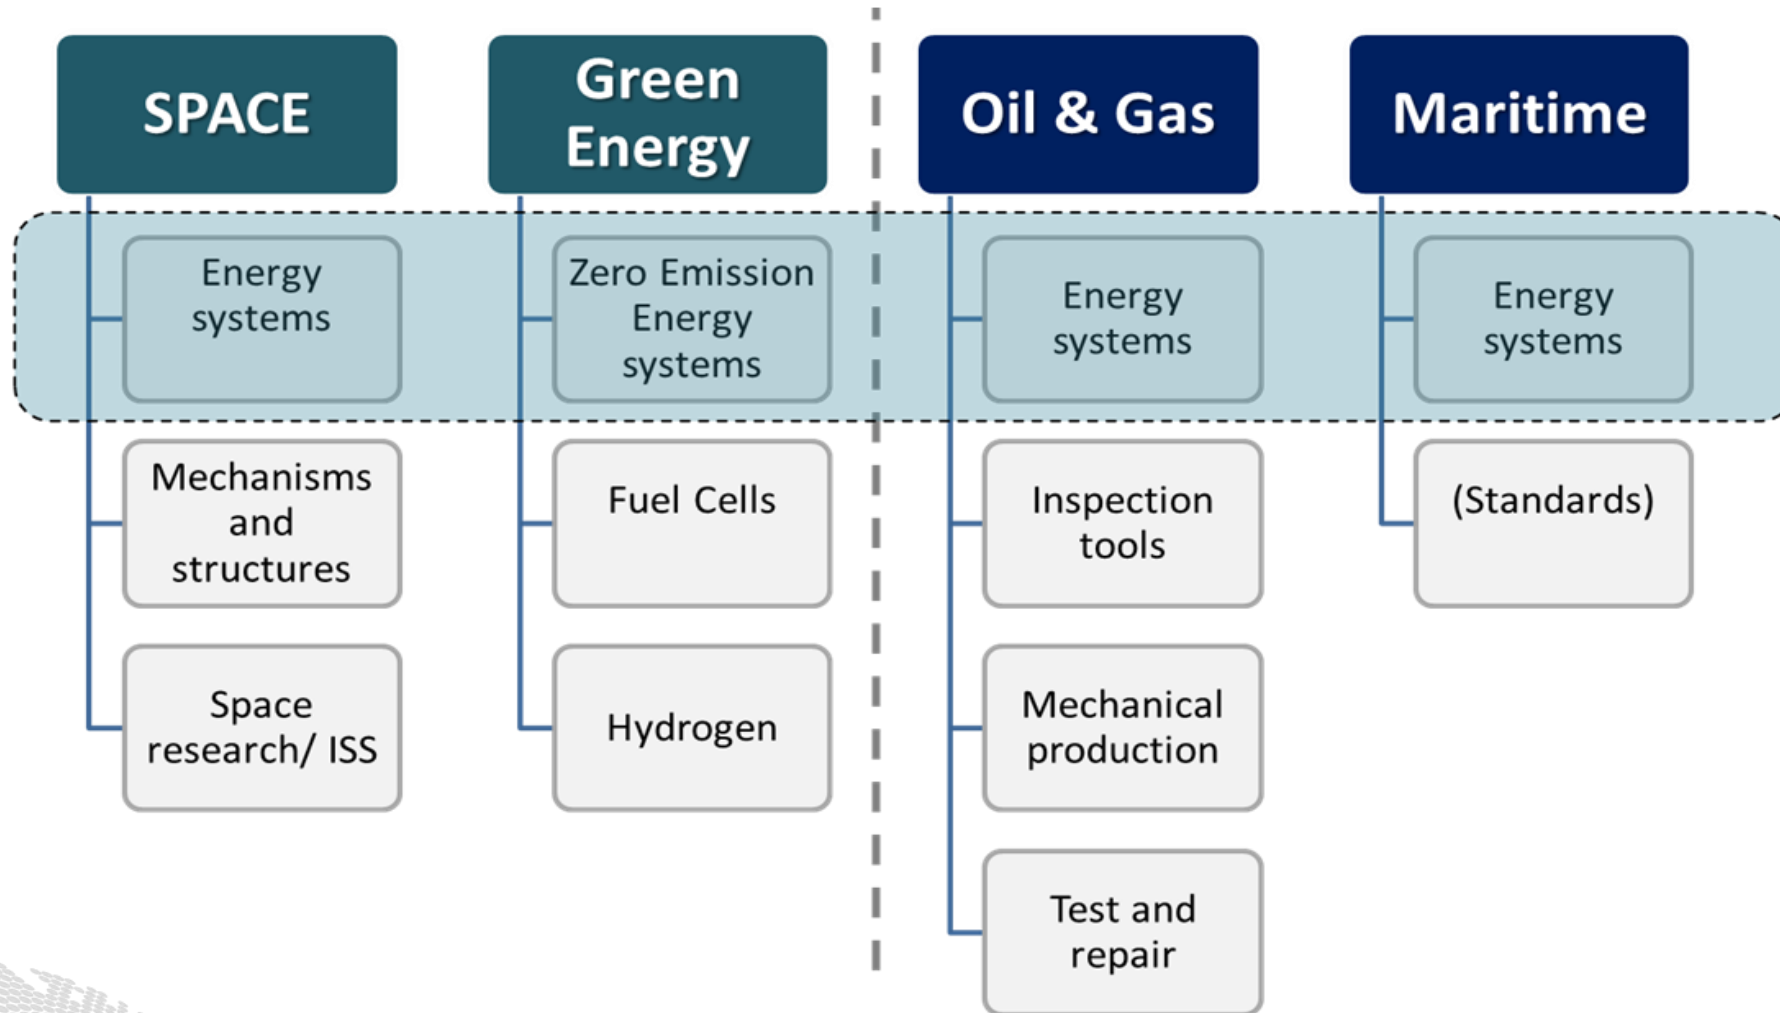 SPACE
Energy
systems
Mechanisms
and
structures
Space
research/ ISS
Green
Energy
Zero Emission
Energy
systems
Fuel Cells
Hydrogen
Oil & Gas
Energy
systems
Inspection
tools
Mechanical
production
Test and
repair
Maritime
Energy
systems
(Standards)